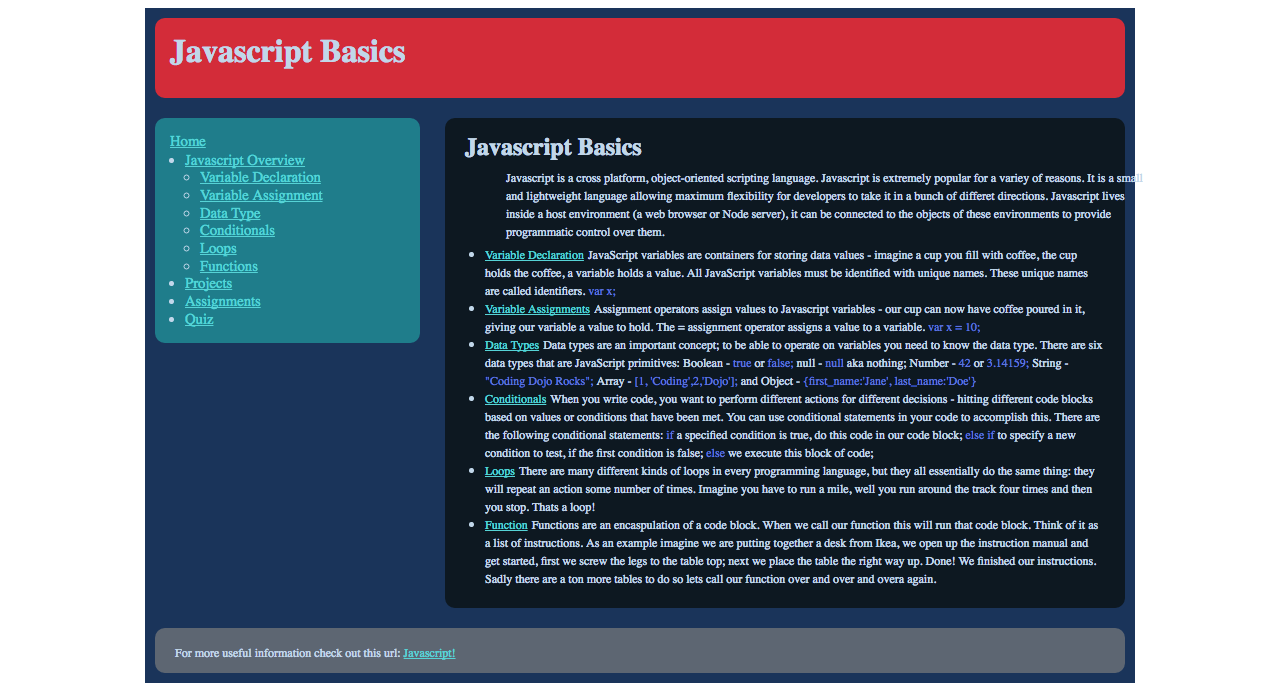 Javascript Basics
Home
Javascript Overview
Variable Declaration
Variable Assignment
Data Type
Conditionals
Loops
Functions
Projects
Assignments
Quiz
Javascript Basics
Javascript is a cross platform, object-oriented scripting language. Javascript is extremely popular for a variey of reasons. It is a small
and lightweight language allowing maximum flexibility for developers to take it in a bunch of differet directions. Javascript lives
inside a host environment (a web browser or Node server), it can be connected to the objects of these environments to provide
programmatic control over them.
Variable Declaration JavaScript variables are containers for storing data values - imagine a cup you fill with coffee, the cup
holds the coffee, a variable holds a value. All JavaScript variables must be identified with unique names. These unique names
are called identifiers. var x;
Variable Assignments Assignment operators assign values to Javascript variables - our cup can now have coffee poured in it,
giving our variable a value to hold. The = assignment operator assigns a value to a variable. var x = 10;
Data Types Data types are an important concept; to be able to operate on variables you need to know the data type. There are six
data types that are JavaScript primitives: Boolean - true or false; null - null aka nothing; Number - 42 or 3.14159; String -
"Coding Dojo Rocks"; Array - [1, 'Coding',2,'Dojo']; and Object - {first_name:'Jane', last_name:'Doe'}
Conditionals When you write code, you want to perform different actions for different decisions - hitting different code blocks
based on values or conditions that have been met. You can use conditional statements in your code to accomplish this. There are
the following conditional statements: if a specified condition is true, do this code in our code block; else if to specify a new
condition to test, if the first condition is false; else we execute this block of code;
Loops There are many different kinds of loops in every programming language, but they all essentially do the same thing: they
will repeat an action some number of times. Imagine you have to run a mile, well you run around the track four times and then
you stop. Thats a loop!
Function Functions are an encaspulation of a code block. When we call our function this will run that code block. Think of it as
a list of instructions. As an example imagine we are putting together a desk from Ikea, we open up the instruction manual and
get started, first we screw the legs to the table top; next we place the table the right way up. Done! We finished our instructions.
Sadly there are a ton more tables to do so lets call our function over and over and overa again.
For more useful information check out this url: Javascript!